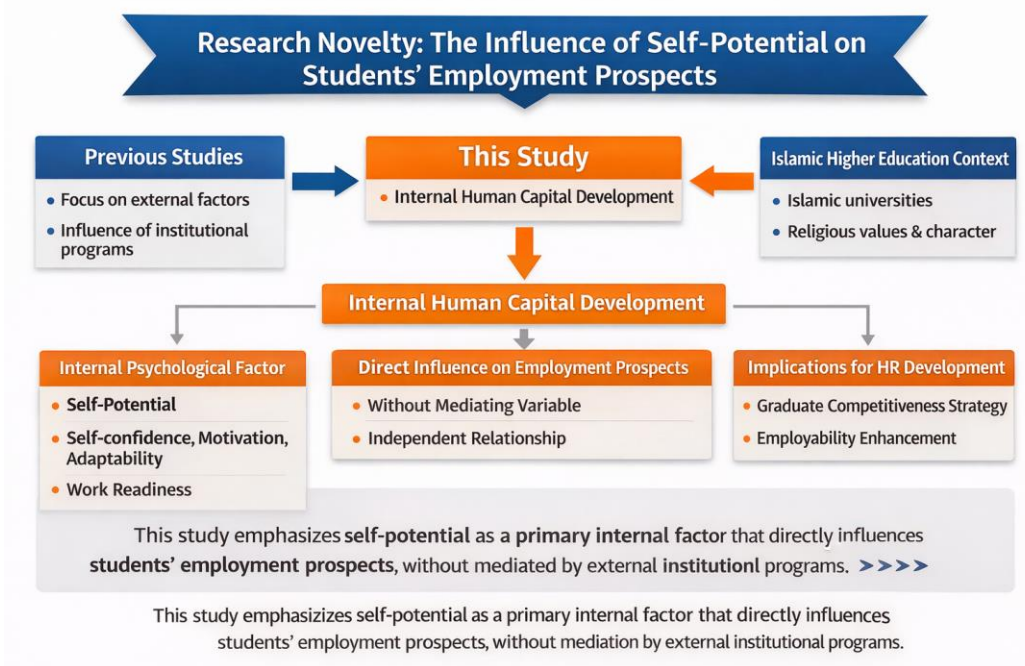 Research Novelty: The Influence of Self-Potential on
Students' Employment Prospects
Previous Studies
• Focus on external factors
• Influence of institutional
programs
This Study
• Internal Human Capital Development
Islamic Higher Education Context
• Islamic universities
• Religious values & character
Internal Human Capital Development
Internal Psychological Factor
• Self-Potential
• Self-confidence, Motivation,
Adaptability
• Work Readiness
Direct Influence on Employment Prospects
• Without Mediating Variable
• Independent Relationship
Implications for HR Development
• Graduate Competitiveness Strategy
• Employability Enhancement
This study emphasizes self-potential as a primary internal factor that directly influences
students' employment prospects, without mediated by external institutionl programs. >>>>
This study emphasizizes self-potential as a primary internal factor that directly influences
students' employment prospects, without mediation by external institutional programs.